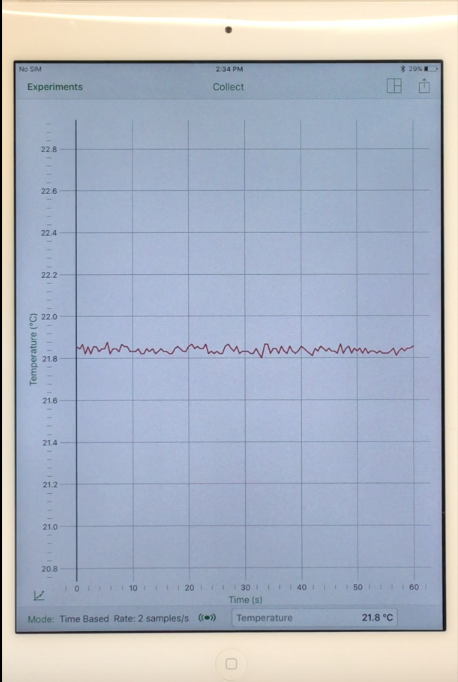 No SIM 2:34 PM 29%
Experiments Collect
22.8
22.6
22.4
22.2
22.0
21.8
21.6
21.4
21.2
21.0
20.8
Temperature (°C)
0 10 20 30 40 50 60
Time (s)
Mode: Time Based Rate: 2 samples/s Temperature 21.8 °C